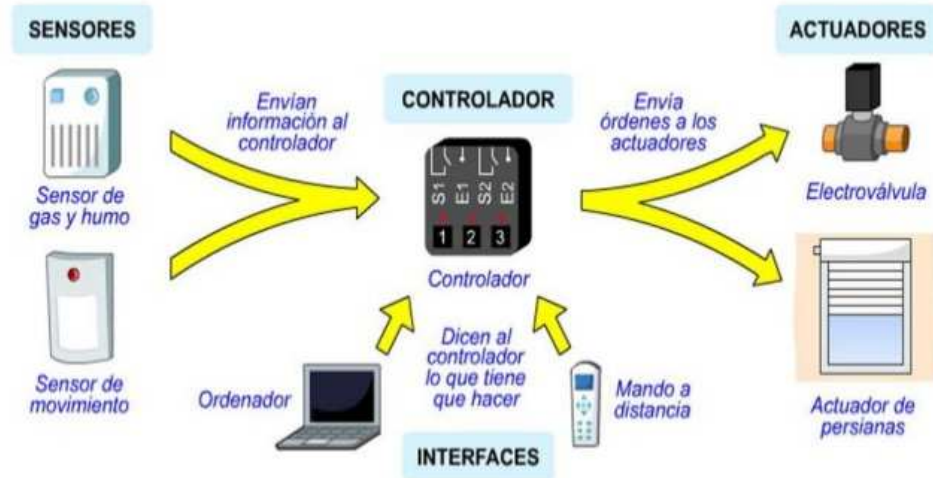 SENSORES
ACTUADORES
Envían
información al
controlador
CONTROLADOR
Envía
órdenes a los
actuadores
S1 E1 S2 E2
1 2 3
Sensor de
gas y humo
Electroválvula
Controlador
Sensor de
movimiento
Ordenador
Dicen al
controlador
lo que tiene
que hacer
Mando a
distancia
Actuador de
persianas
INTERFACES